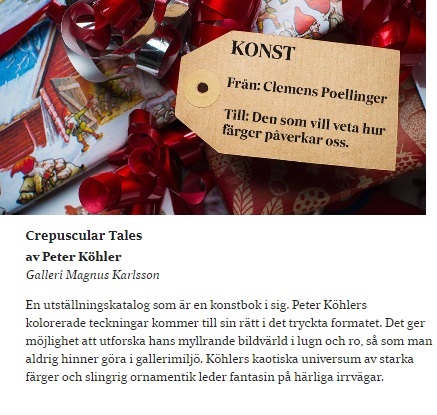 KONST
Från: Clemens Poellinger
Till: Den som vill veta hur
färger påverkar oss.
Crepuscular Tales
av Peter Köhler
Galleri Magnus Karlsson
En utställningskatalog som är en konstbok i sig. Peter Köhlers
kolorerade teckningar kommer till sin rätt i det tryckta formatet. Det ger
möjlighet att utforska hans myllrande bildvärld i lugn och ro, så som man
aldrig hinner göra i gallerimiljö. Köhlers kaotiska universum av starka
färger och slingrig ornamentik leder fantasin på härliga irrvägar.